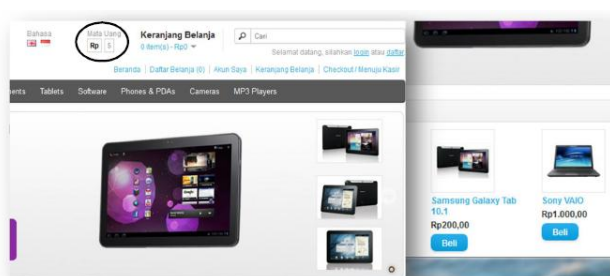 Bahasa
Mata Uang
Rp $
Keranjang Belanja
0 item(s) - Rp0
Cari
Selamat datang, silahkan login atau daftar
Beranda | Daftar Belanja (0) | Akun Saya | Keranjang Belanja | Checkout / Menuju Kasir
ents Tablets Software Phones & PDAs Cameras MP3 Players
Samsung Galaxy Tab
10.1
Rp200,00
Beli
Sony VAIO
Rp1.000,00
Beli